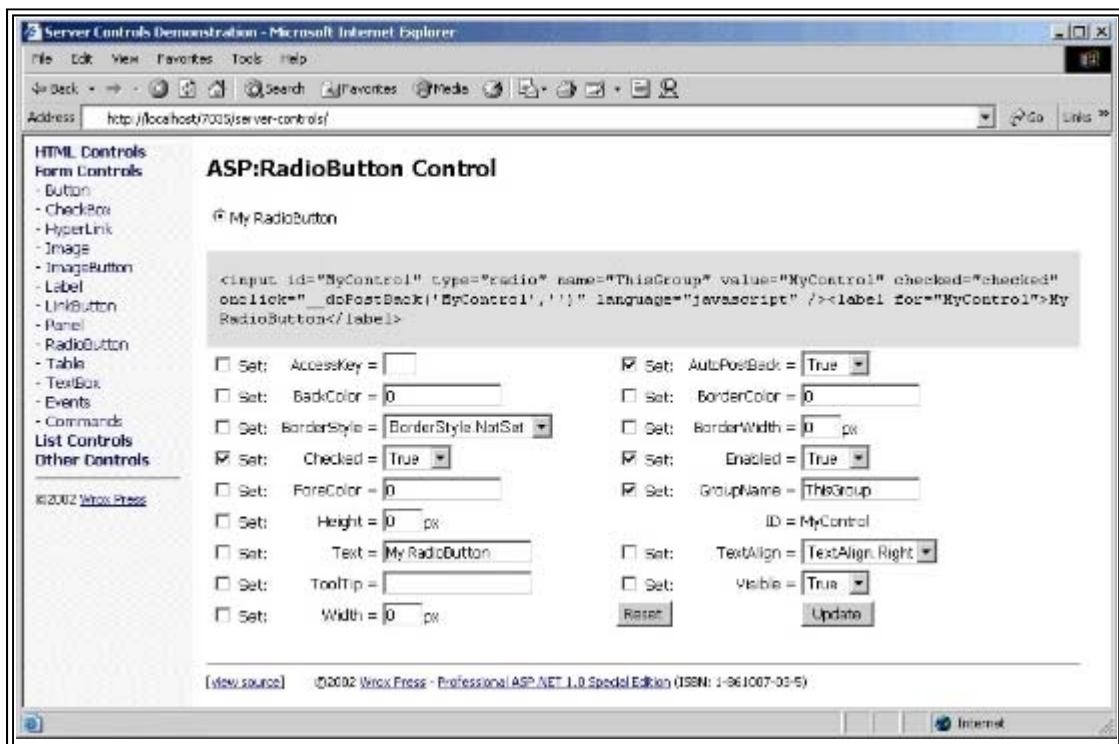 Server Controls Demonstration - Microsoft Internet Explorer
File Edit View Favorites Tools Help
Back Search Favorites Media
Address http://localhost/7035/server-controls/ Go Links »
HTML Controls
Form Controls
- Button
- CheckBox
- HyperLink
- Image
- ImageButton
- Label
- LinkButton
- Panel
- RadioButton
- Table
- TextBox
- Events
- Commands
List Controls
Other Controls
©2002 Wrox Press
ASP:RadioButton Control
My RadioButton
<input id="MyControl" type="radio" name="ThisGroup" value="MyControl" checked="checked"
onclick="__doPostBack('MyControl','')" language="javascript" /><label for="MyControl">My
RadioButton</label>
Set: AccessKey = Set: AutoPostBack = True
Set: BackColor = 0 Set: BorderColor = 0
Set: BorderStyle = BorderStyle.NotSet Set: BorderWidth = 0 px
Set: Checked = True Set: Enabled = True
Set: ForeColor = 0 Set: GroupName = ThisGroup
Set: Height = 0 px ID = MyControl
Set: Text = My RadioButton Set: TextAlign = TextAlign.Right
Set: ToolTip = Set: Visible = True
Set: Width = 0 px Reset Update
[view source] ©2002 Wrox Press - Professional ASP.NET 1.0 Special Edition (ISBN: 1-861007-03-5)
Internet